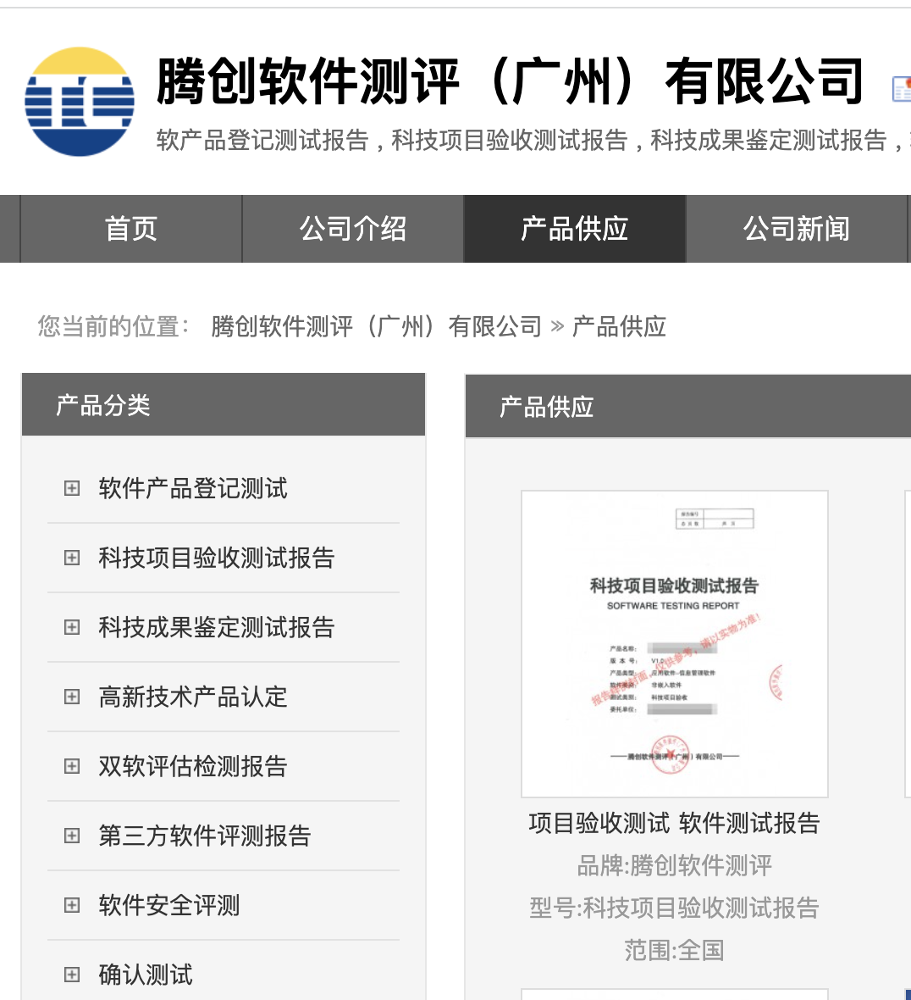 TC
腾创软件测评（广州）有限公司
软产品登记测试报告，科技项目验收测试报告，科技成果鉴定测试报告，
首页 公司介绍 产品供应 公司新闻
您当前的位置： 腾创软件测评（广州）有限公司 » 产品供应
产品分类
软件产品登记测试
科技项目验收测试报告
科技成果鉴定测试报告
高新技术产品认定
双软评估检测报告
第三方软件评测报告
软件安全评测
确认测试
产品供应
科技项目验收测试报告
SOFTWARE TESTING REPORT
产品名称：
版 本 号： V1.0
产品类型： 应用软件--信息管理软件
非嵌入软件
测试类别： 科技项目验收
委托单位：
仅供参考，请以实物为准！
腾创软件测评（广州）有限公司
项目验收测试 软件测试报告
品牌:腾创软件测评
型号:科技项目验收测试报告
范围:全国